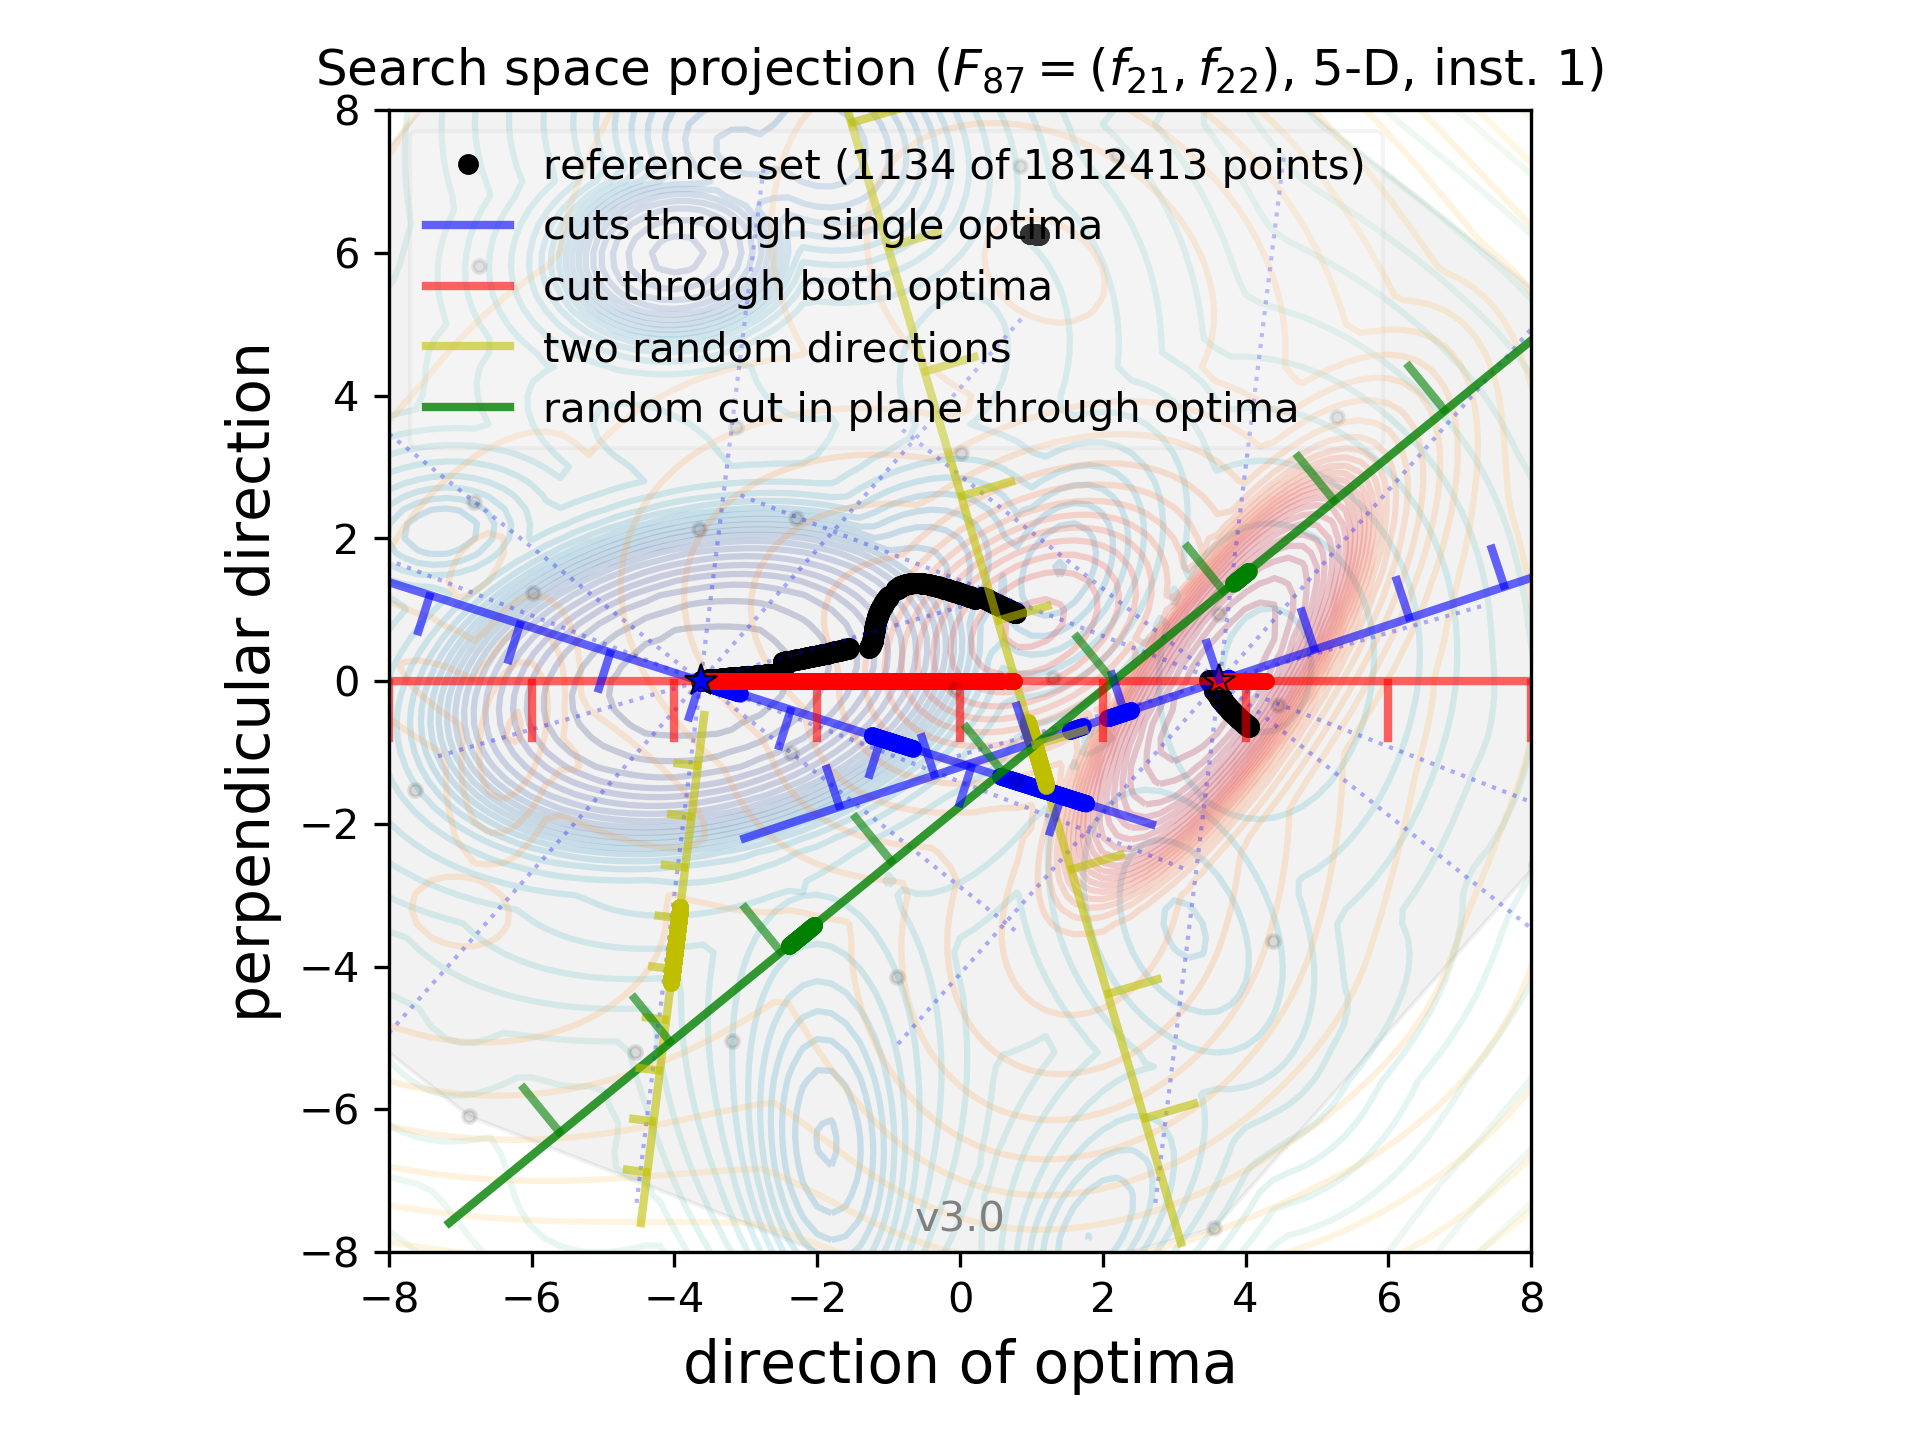 Search space projection (F₈₇ = (f₂₁, f₂₂), 5-D, inst. 1)
reference set (1134 of 1812413 points)
cuts through single optima
cut through both optima
two random directions
random cut in plane through optima
8
6
4
2
0
−2
−4
−6
−8
perpendicular direction
v3.0
−8 −6 −4 −2 0 2 4 6 8
direction of optima